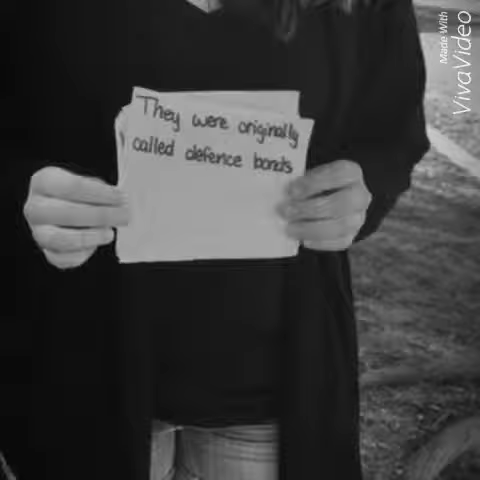 They were originally
called defence bonds
Made With
VivaVideo